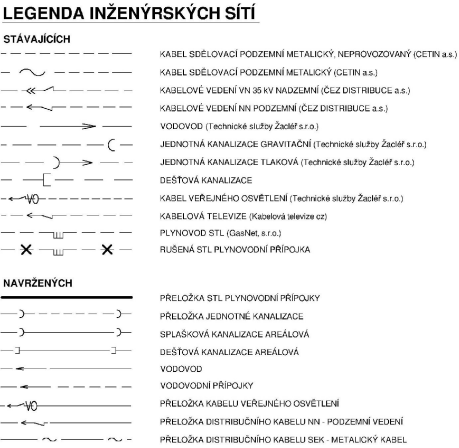 LEGENDA INŽENÝRSKÝCH SÍTÍ
STÁVAJÍCÍCH
KABEL SDĚLOVACÍ PODZEMNÍ METALICKÝ, NEPROVOZOVANÝ (CETIN a.s.)
KABEL SDĚLOVACÍ PODZEMNÍ METALICKÝ (CETIN a.s.)
KABELOVÉ VEDENÍ VN 35 kV NADZEMNÍ (ČEZ DISTRIBUCE a.s.)
KABELOVÉ VEDENÍ NN PODZEMNÍ (ČEZ DISTRIBUCE a.s.)
VODOVOD (Technické služby Žacléř s.r.o.)
JEDNOTNÁ KANALIZACE GRAVITAČNÍ (Technické služby Žacléř s.r.o.)
JEDNOTNÁ KANALIZACE TLAKOVÁ (Technické služby Žacléř s.r.o.)
DEŠŤOVÁ KANALIZACE
VO KABEL VEŘEJNÉHO OSVĚTLENÍ (Technické služby Žacléř s.r.o.)
KABELOVÁ TELEVIZE (Kabelová televize cz)
PLYNOVOD STL (GasNet, s.r.o.)
RUŠENÁ STL PLYNOVODNÍ PŘÍPOJKA
NAVRŽENÝCH
PŘELOŽKA STL PLYNOVODNÍ PŘÍPOJKY
PŘELOŽKA JEDNOTNÉ KANALIZACE
SPLAŠKOVÁ KANALIZACE AREÁLOVÁ
DEŠŤOVÁ KANALIZACE AREÁLOVÁ
VODOVOD
VODOVODNÍ PŘÍPOJKY
VO PŘELOŽKA KABELU VEŘEJNÉHO OSVĚTLENÍ
PŘELOŽKA DISTRIBUČNÍHO KABELU NN - PODZEMNÍ VEDENÍ
PŘELOŽKA DISTRIBUČNÍHO KABELU SEK - METALICKÝ KABEL